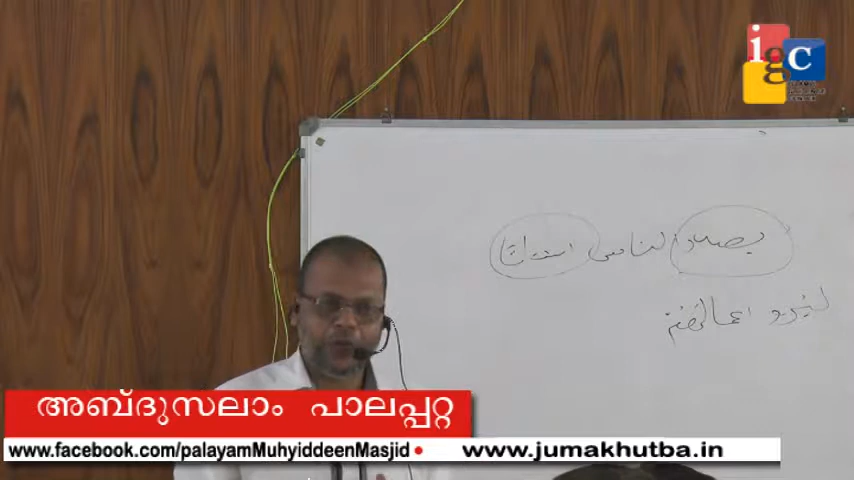 igc
يصدر الناس اشتاتا
ليروا اعمالهم
അബ്ദുസലാം പാലപ്പറ്റ
www.facebook.com/palayamMuhyiddeenMasjid • www.jumakhutba.in